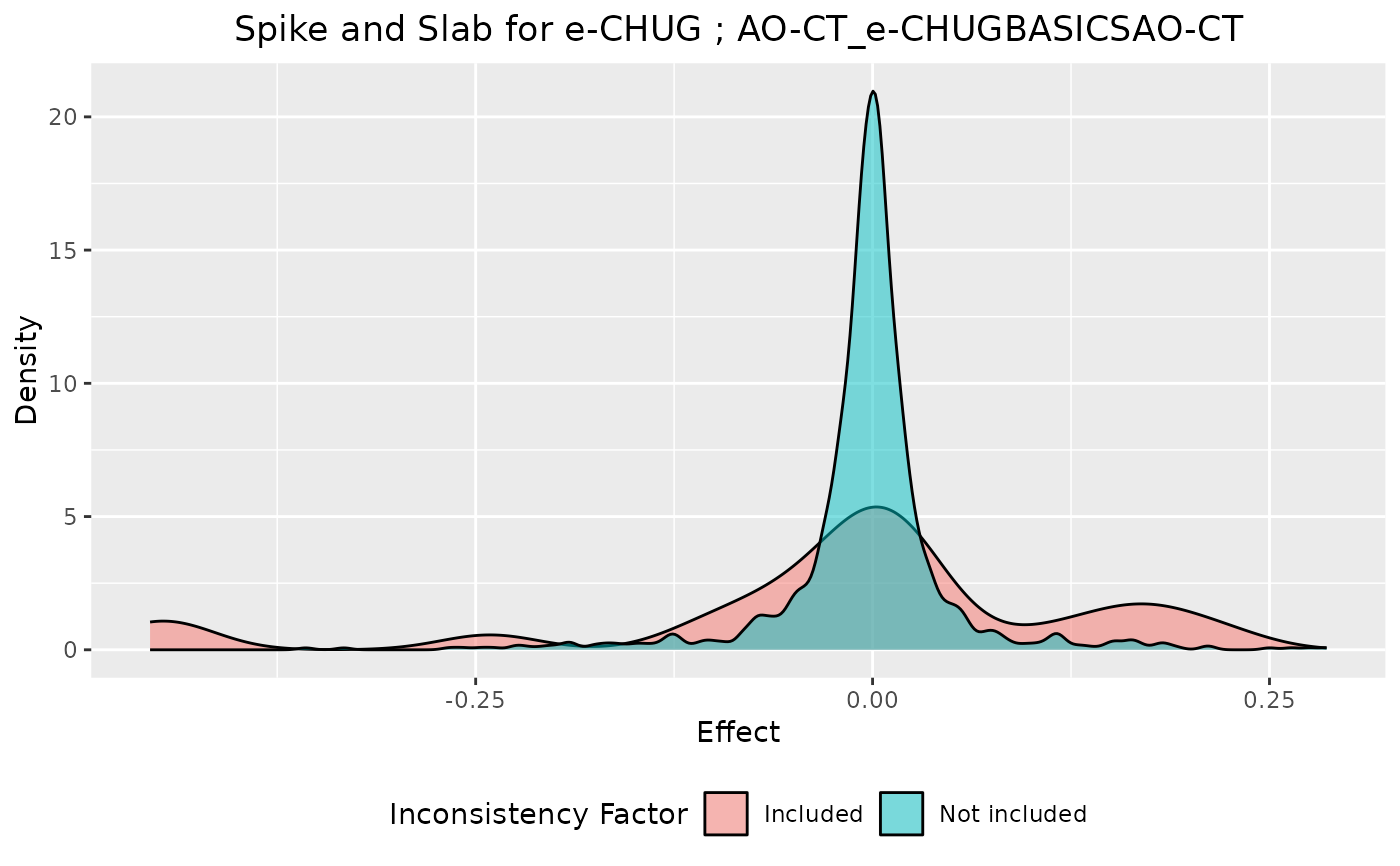 Spike and Slab for e-CHUG ; AO-CT_e-CHUGBASICSAO-CT
20
15
10
5
0
Density
-0.25
0.00
0.25
Effect
Inconsistency Factor
Included
Not included